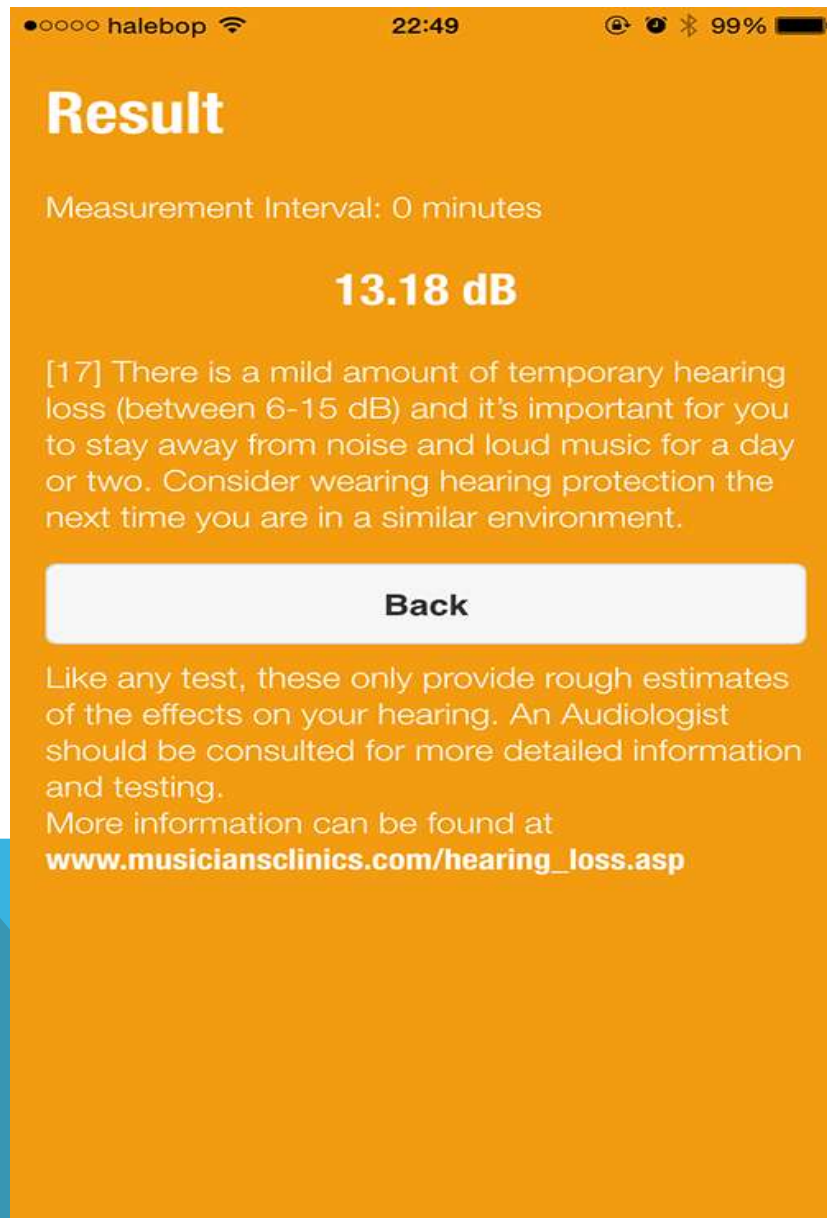 halebop 22:49 99%
Result
Measurement Interval: 0 minutes
13.18 dB
[17] There is a mild amount of temporary hearing
loss (between 6-15 dB) and it's important for you
to stay away from noise and loud music for a day
or two. Consider wearing hearing protection the
next time you are in a similar environment.
Back
Like any test, these only provide rough estimates
of the effects on your hearing. An Audiologist
should be consulted for more detailed information
and testing.
More information can be found at
www.musiciansclinics.com/hearing_loss.asp